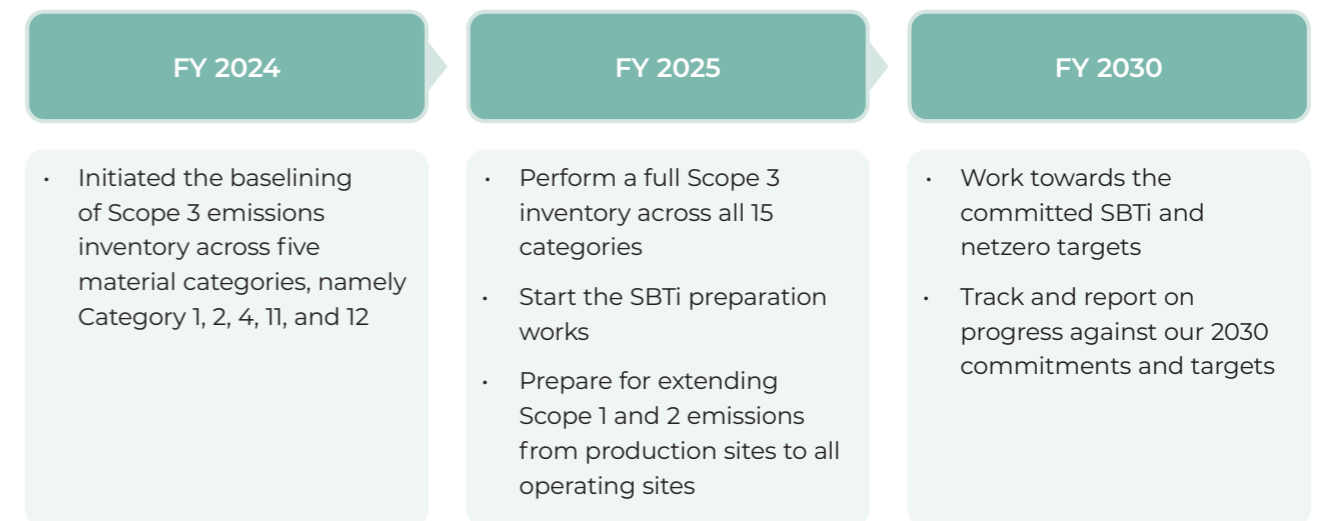 FY 2024
• Initiated the baselining
of Scope 3 emissions
inventory across five
material categories, namely
Category 1, 2, 4, 11, and 12
FY 2025
• Perform a full Scope 3
inventory across all 15
categories
• Start the SBTi preparation
works
• Prepare for extending
Scope 1 and 2 emissions
from production sites to all
operating sites
FY 2030
• Work towards the
committed SBTi and
netzero targets
• Track and report on
progress against our 2030
commitments and targets